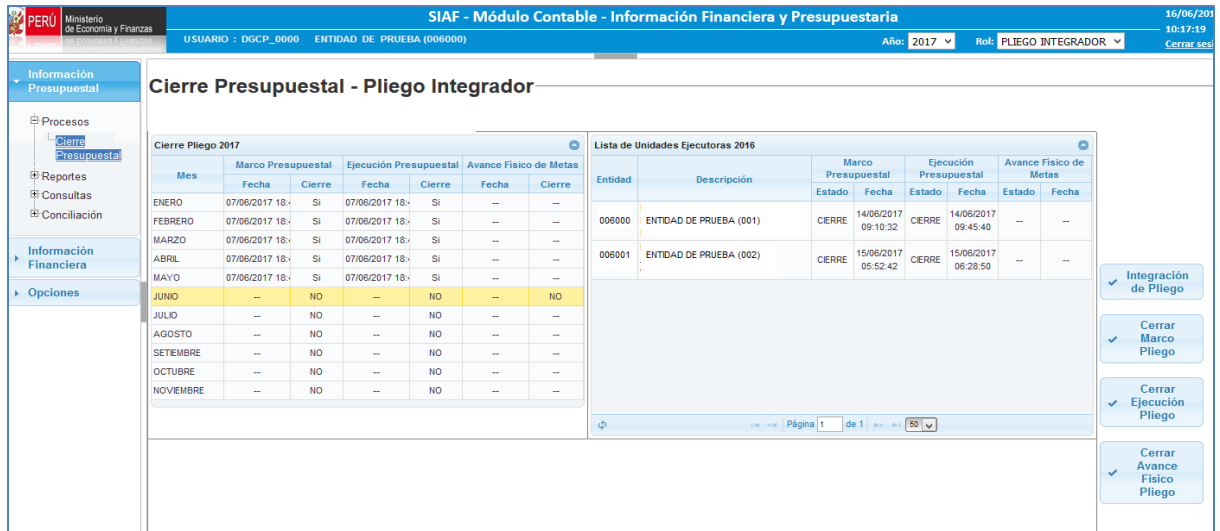 PERÚ Ministerio de Economía y Finanzas
SIAF - Módulo Contable - Información Financiera y Presupuestaria
16/06/201
10:17:19
USUARIO : DGCP_0000 ENTIDAD DE PRUEBA (006000)
Año: 2017 Rol: PLIEGO INTEGRADOR
Cerrar sesi
Información Presupuestal
Procesos
Cierre Presupuestal
Reportes
Consultas
Conciliación
Información Financiera
Opciones
Cierre Presupuestal - Pliego Integrador
Cierre Pliego 2017
Mes Marco Presupuestal Ejecución Presupuestal Avance Fisico de Metas
Fecha Cierre Fecha Cierre Fecha Cierre
ENERO 07/06/2017 18: Si 07/06/2017 18: Si -- --
FEBRERO 07/06/2017 18: Si 07/06/2017 18: Si -- --
MARZO 07/06/2017 18: Si 07/06/2017 18: Si -- --
ABRIL 07/06/2017 18: Si 07/06/2017 18: Si -- --
MAYO 07/06/2017 18: Si 07/06/2017 18: Si -- --
JUNIO -- NO -- NO -- NO
JULIO -- NO -- NO -- --
AGOSTO -- NO -- NO -- --
SETIEMBRE -- NO -- NO -- --
OCTUBRE -- NO -- NO -- --
NOVIEMBRE -- NO -- NO -- --
Lista de Unidades Ejecutoras 2016
Entidad Descripción Marco Presupuestal Ejecución Presupuestal Avance Fisico de Metas
Estado Fecha Estado Fecha Estado Fecha
006000 ENTIDAD DE PRUEBA (001) CIERRE 14/06/2017 09:10:32 CIERRE 14/06/2017 09:45:40 -- --
006001 ENTIDAD DE PRUEBA (002) CIERRE 15/06/2017 05:52:42 CIERRE 15/06/2017 06:28:50 -- --
Página 1 de 1 50
Integración de Pliego
Cerrar Marco Pliego
Cerrar Ejecución Pliego
Cerrar Avance Fisico Pliego